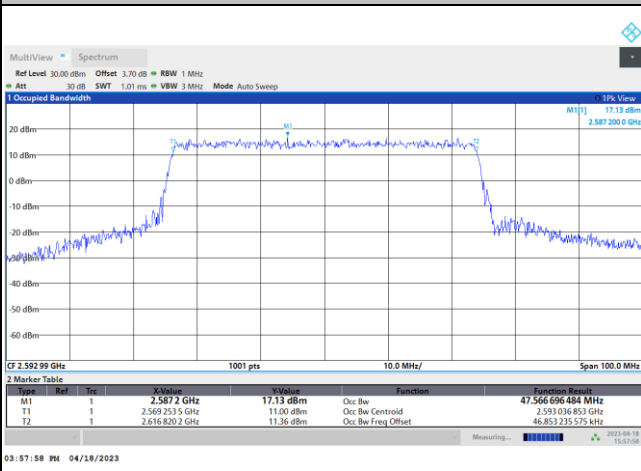 MultiView Spectrum
Ref Level 30.00 dBm Offset 3.70 dB RBW 1 MHz
Att 30 dB SWT 1.01 ms VBW 3 MHz Mode Auto Sweep
1 Occupied Bandwidth 1Pk View
M1[1] 17.13 dBm
2.587 200 0 GHz
M1
20 dBm
T1 T2
10 dBm
0 dBm
-10 dBm
-20 dBm
-30 dBm
-40 dBm
-50 dBm
-60 dBm
CF 2.592 99 GHz 1001 pts 10.0 MHz/ Span 100.0 MHz
2 Marker Table
Type Ref Trc X-Value Y-Value Function Function Result
M1 1 2.587 2 GHz 17.13 dBm Occ Bw 47.566 696 484 MHz
T1 1 2.569 253 5 GHz 11.00 dBm Occ Bw Centroid 2.593 036 853 GHz
T2 1 2.616 820 2 GHz 11.36 dBm Occ Bw Freq Offset 46.853 235 575 kHz
Measuring... 2023-04-18
15:57:58
03:57:58 PM 04/18/2023